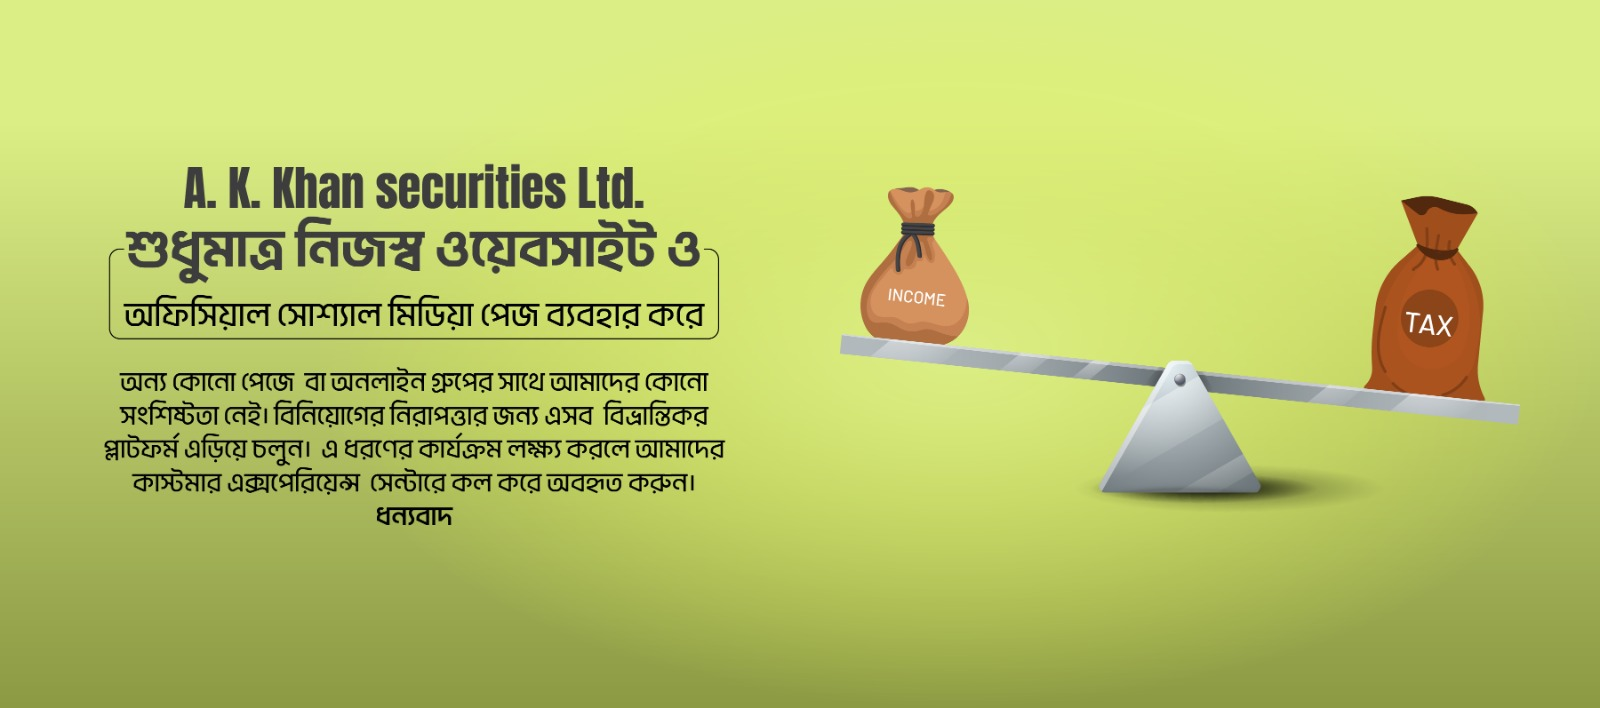 A. K. Khan securities Ltd.
শুধুমাত্র নিজস্ব ওয়েবসাইট ও
অফিসিয়াল সোশ্যাল মিডিয়া পেজ ব্যবহার করে
অন্য কোনো পেজে বা অনলাইন গ্রুপের সাথে আমাদের কোনো
সংশিষ্টতা নেই। বিনিয়োগের নিরাপত্তার জন্য এসব বিভ্রান্তিকর
প্লাটফর্ম এড়িয়ে চলুন। এ ধরণের কার্যক্রম লক্ষ্য করলে আমাদের
কাস্টমার এক্সপেরিয়েন্স সেন্টারে কল করে অবহৃত করুন।
ধন্যবাদ
INCOME
TAX